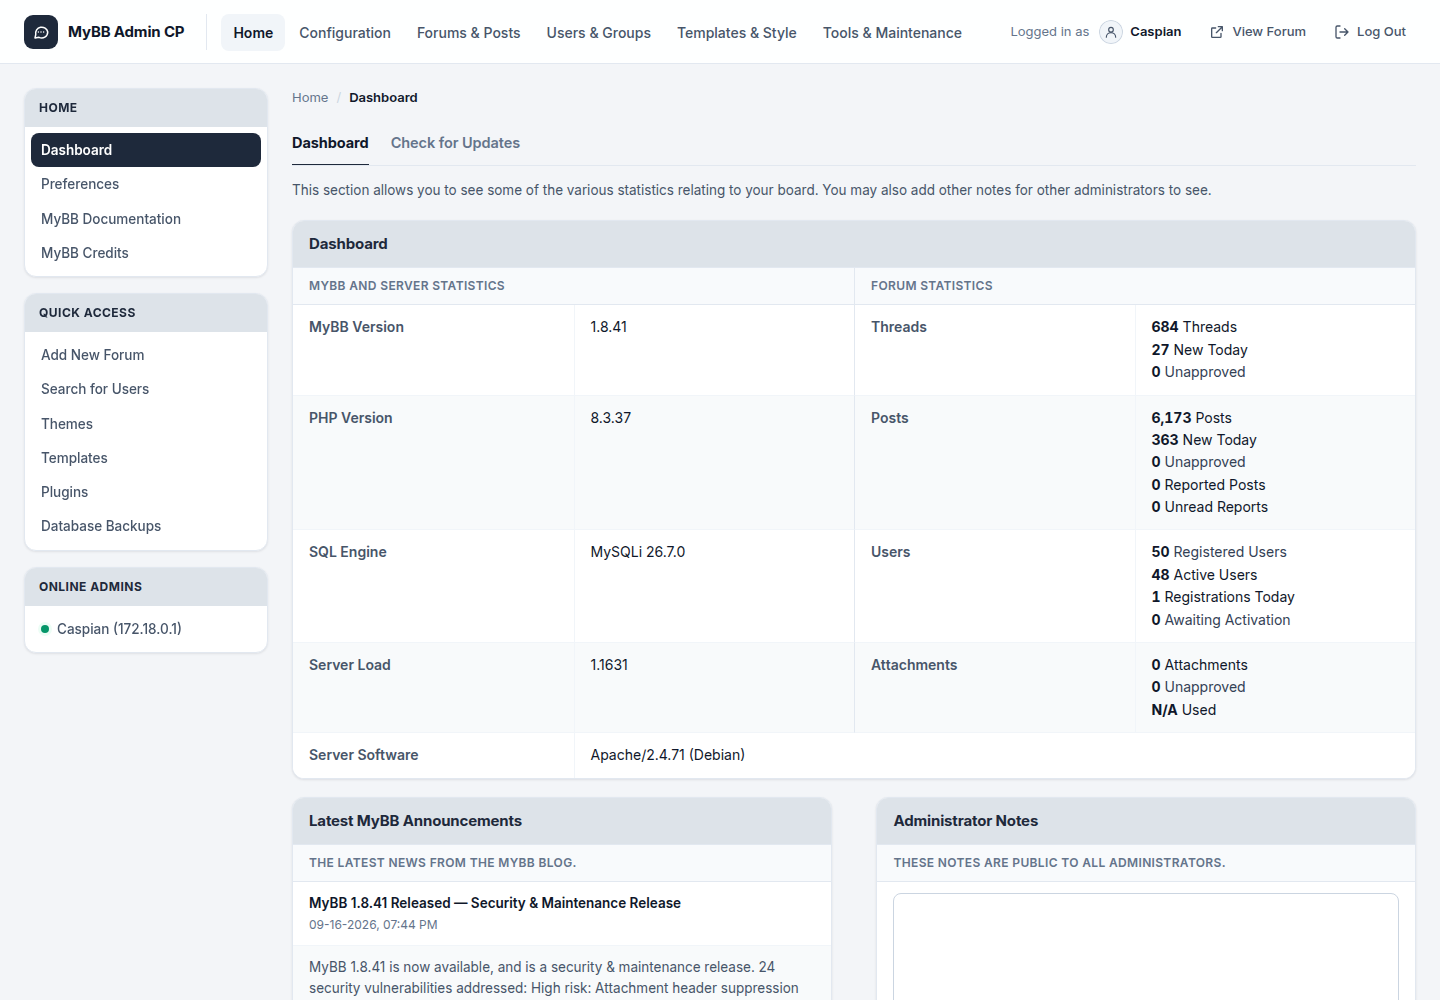 MyBB Admin CP
Home
Configuration
Forums & Posts
Users & Groups
Templates & Style
Tools & Maintenance
Logged in as Caspian
View Forum
Log Out
HOME
Dashboard
Preferences
MyBB Documentation
MyBB Credits
QUICK ACCESS
Add New Forum
Search for Users
Themes
Templates
Plugins
Database Backups
ONLINE ADMINS
Caspian (172.18.0.1)
Home / Dashboard
Dashboard
Check for Updates
This section allows you to see some of the various statistics relating to your board. You may also add other notes for other administrators to see.
Dashboard
MYBB AND SERVER STATISTICS
FORUM STATISTICS
MyBB Version
1.8.41
Threads
684 Threads
27 New Today
0 Unapproved
PHP Version
8.3.37
Posts
6,173 Posts
363 New Today
0 Unapproved
0 Reported Posts
0 Unread Reports
SQL Engine
MySQLi 26.7.0
Users
50 Registered Users
48 Active Users
1 Registrations Today
0 Awaiting Activation
Server Load
1.1631
Attachments
0 Attachments
0 Unapproved
N/A Used
Server Software
Apache/2.4.71 (Debian)
Latest MyBB Announcements
THE LATEST NEWS FROM THE MYBB BLOG.
MyBB 1.8.41 Released — Security & Maintenance Release
09-16-2026, 07:44 PM
MyBB 1.8.41 is now available, and is a security & maintenance release. 24
security vulnerabilities addressed: High risk: Attachment header suppression
Administrator Notes
THESE NOTES ARE PUBLIC TO ALL ADMINISTRATORS.